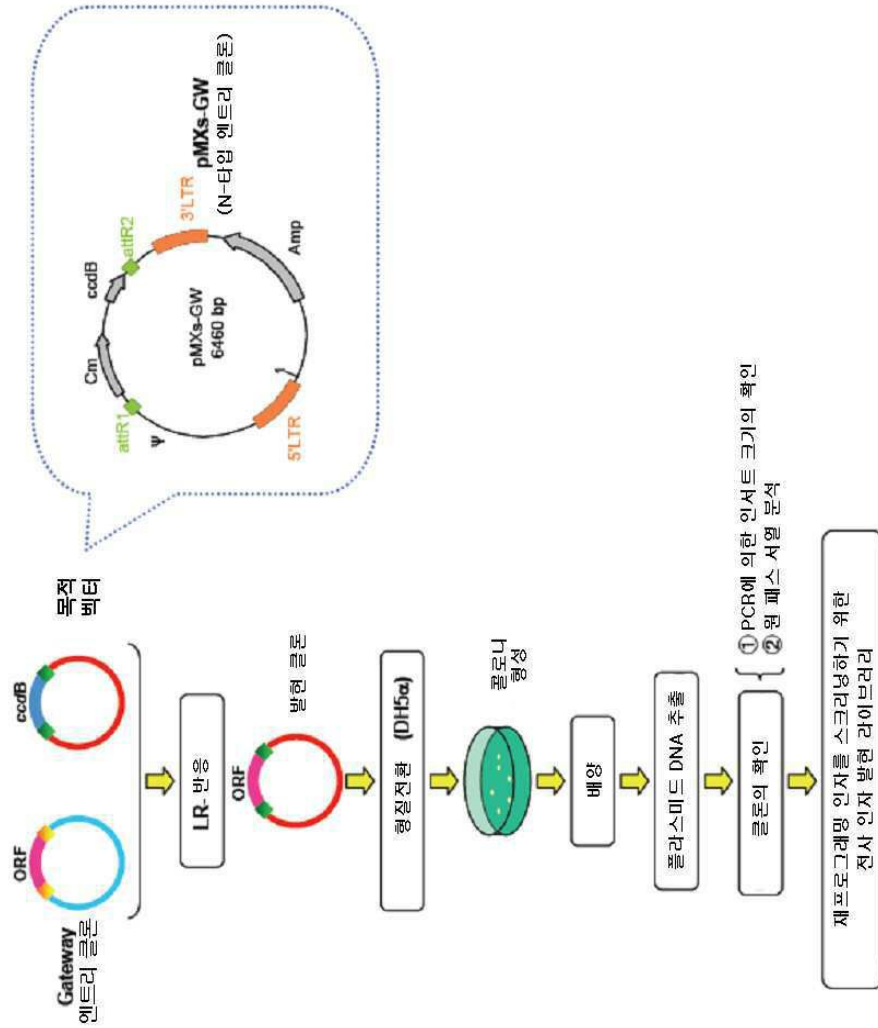 Gateway
엔트리 클론
ORF
ccdB
목적
벡터
LR- 반응
ORF
발현 클론
형질전환 (DH5α)
콜로니
형성
배양
플라스미드 DNA 추출
클론의 확인
① PCR에 의한 인서트 크기의 확인
② 원 패스 서열 분석
재프로그래밍 인자를 스크리닝하기 위한
전사 인자 발현 라이브러리
attR1
Cm
ccdB
attR2
Ψ
pMXs-GW
6460 bp
5'LTR
3'LTR
Amp
pMXs-GW
(N-타입 엔트리 클론)